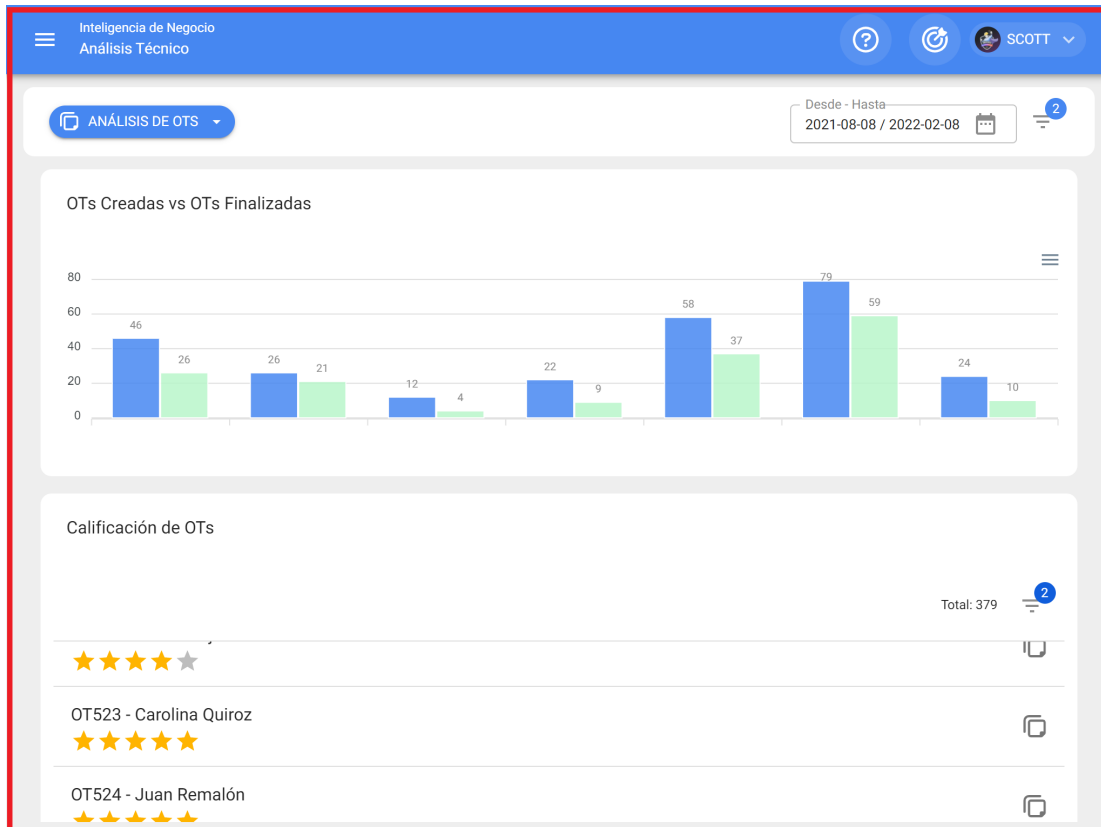 Inteligencia de Negocio
Análisis Técnico
SCOTT
ANÁLISIS DE OTS
Desde - Hasta
2021-08-08 / 2022-02-08
2
OTs Creadas vs OTs Finalizadas
80
60
40
20
0
46
26
26
21
12
4
22
9
58
37
79
59
24
10
Calificación de OTs
Total: 379
2
OT523 - Carolina Quiroz
OT524 - Juan Remalón